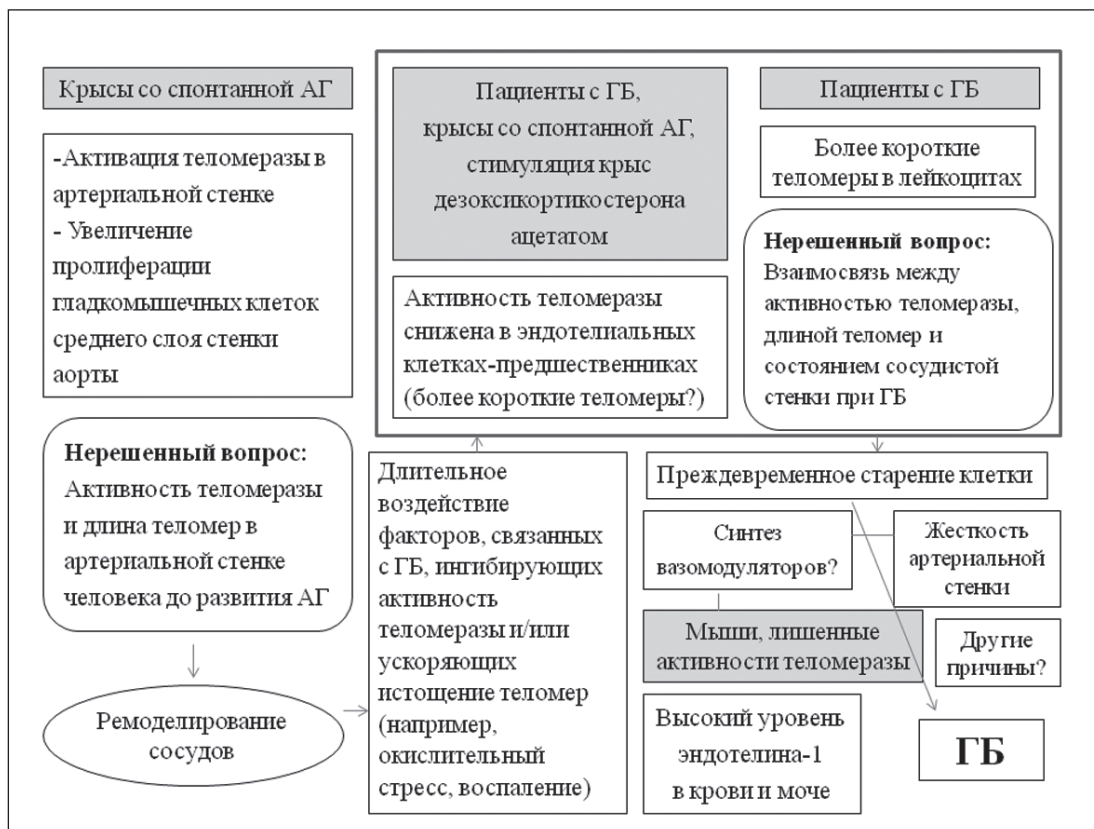 Крысы со спонтанной АГ
-Активация теломеразы в
артериальной стенке
- Увеличение
пролиферации
гладкомышечных клеток
среднего слоя стенки
аорты
Нерешенный вопрос:
Активность теломеразы
и длина теломер в
артериальной стенке
человека до развития АГ
Ремоделирование
сосудов
Пациенты с ГБ,
крысы со спонтанной АГ,
стимуляция крыс
дезоксикортикостерона
ацетатом
Активность теломеразы
снижена в эндотелиальных
клетках-предшественниках
(более короткие теломеры?)
Пациенты с ГБ
Более короткие
теломеры в лейкоцитах
Нерешенный вопрос:
Взаимосвязь между
активностью теломеразы,
длиной теломер и
состоянием сосудистой
стенки при ГБ
Длительное
воздействие
факторов, связанных
с ГБ, ингибирующих
активность
теломеразы и/или
ускоряющих
истощение теломер
(например,
окислительный
стресс, воспаление)
Преждевременное старение клетки
Синтез
вазомодуляторов?
Жесткость
артериальной
стенки
Мыши, лишенные
активности теломеразы
Другие
причины?
Высокий уровень
эндотелина-1
в крови и моче
ГБ